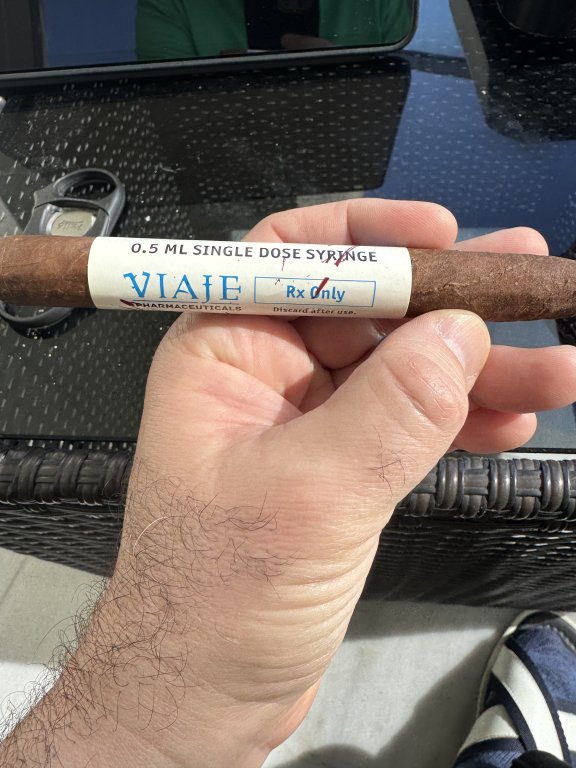 0.5 ML SINGLE DOSE SYRINGE
VIAJE
PHARMACEUTICALS
Rx Only
Discard after use.